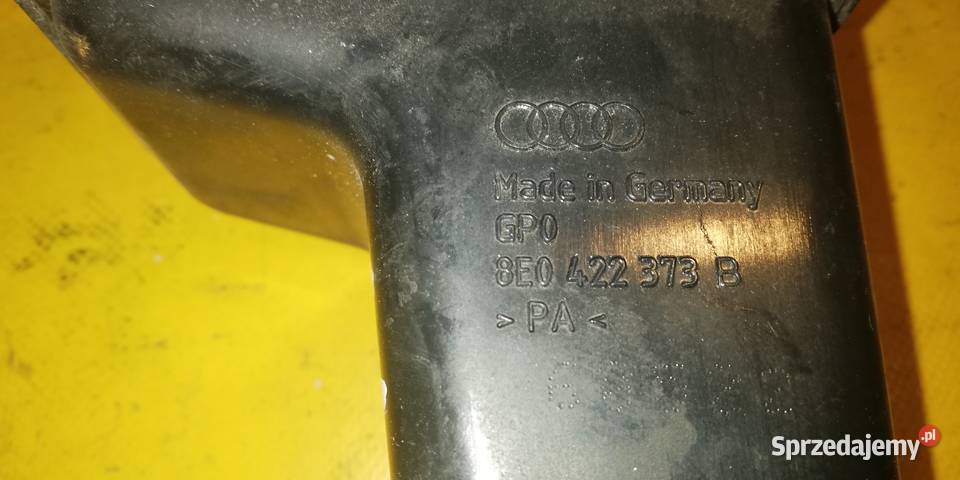 Made in Germany
GP0
8E0 422 373 B
> PA <
Sprzedajemy.pl